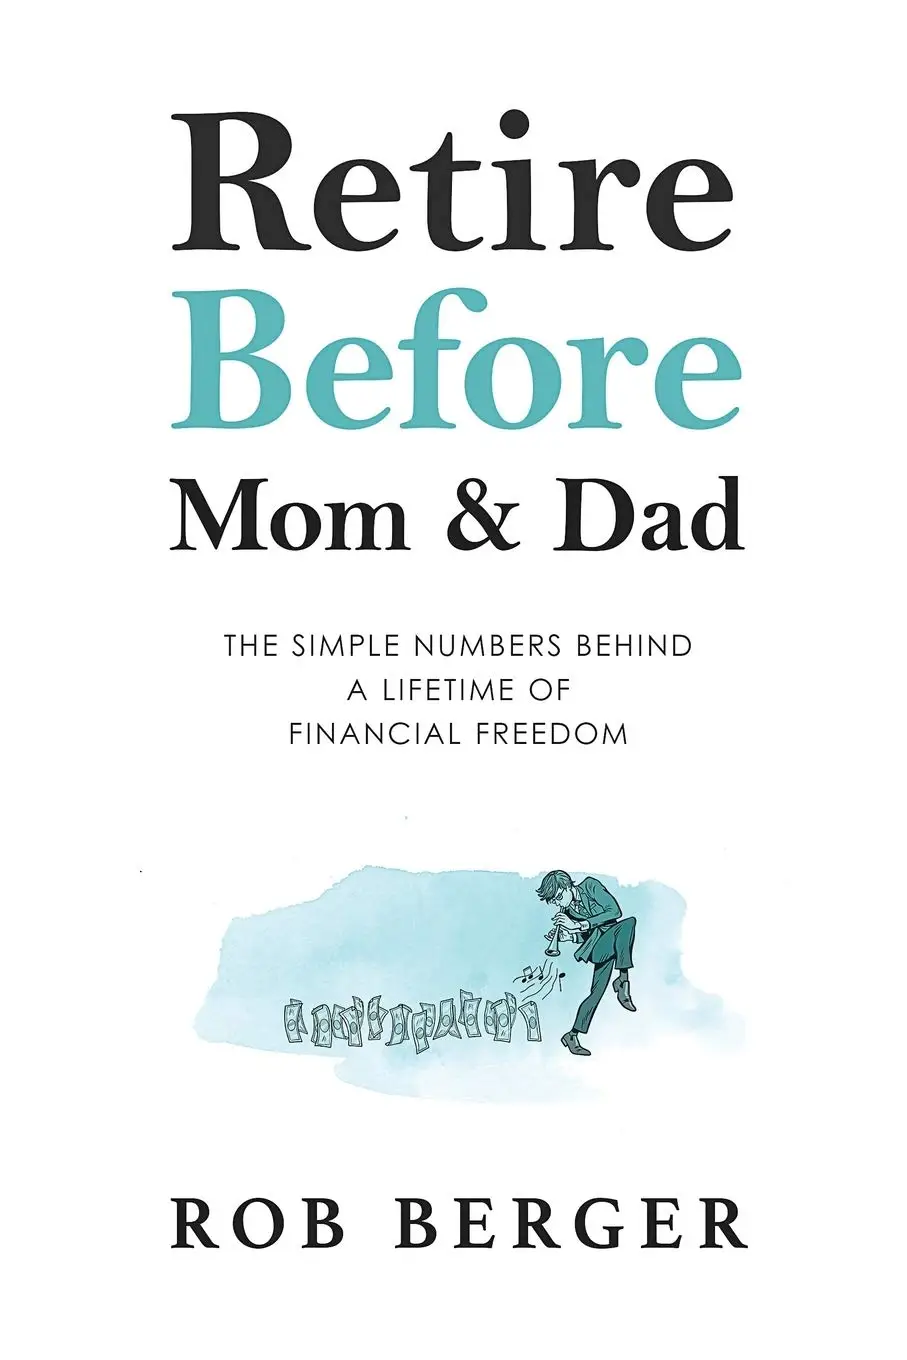 Retire
Before
Mom & Dad
THE SIMPLE NUMBERS BEHIND
A LIFETIME OF
FINANCIAL FREEDOM
ROB BERGER